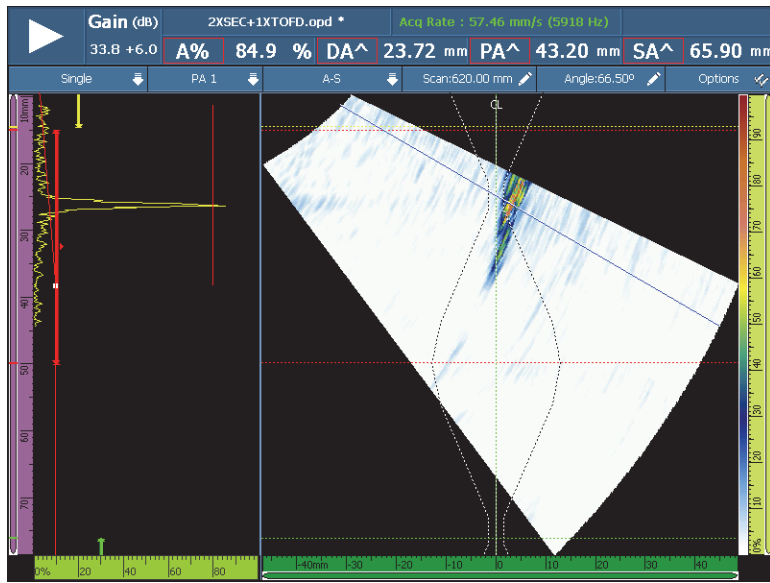 Gain (dB) 2XSEC+1XTOFD.opd * Acq Rate : 57.46 mm/s (5918 Hz)
33.8 +6.0 A% 84.9 % DA^ 23.72 mm PA^ 43.20 mm SA^ 65.90 mm
Single PA 1 A-S Scan:620.00 mm Angle:66.50º Options
CL
10mm
20
30
40
50
60
70
0% 20 40 60 80
-40mm -30 -20 -10 0 10 20 30 40
90
80
70
60
50
40
30
20
10
0%